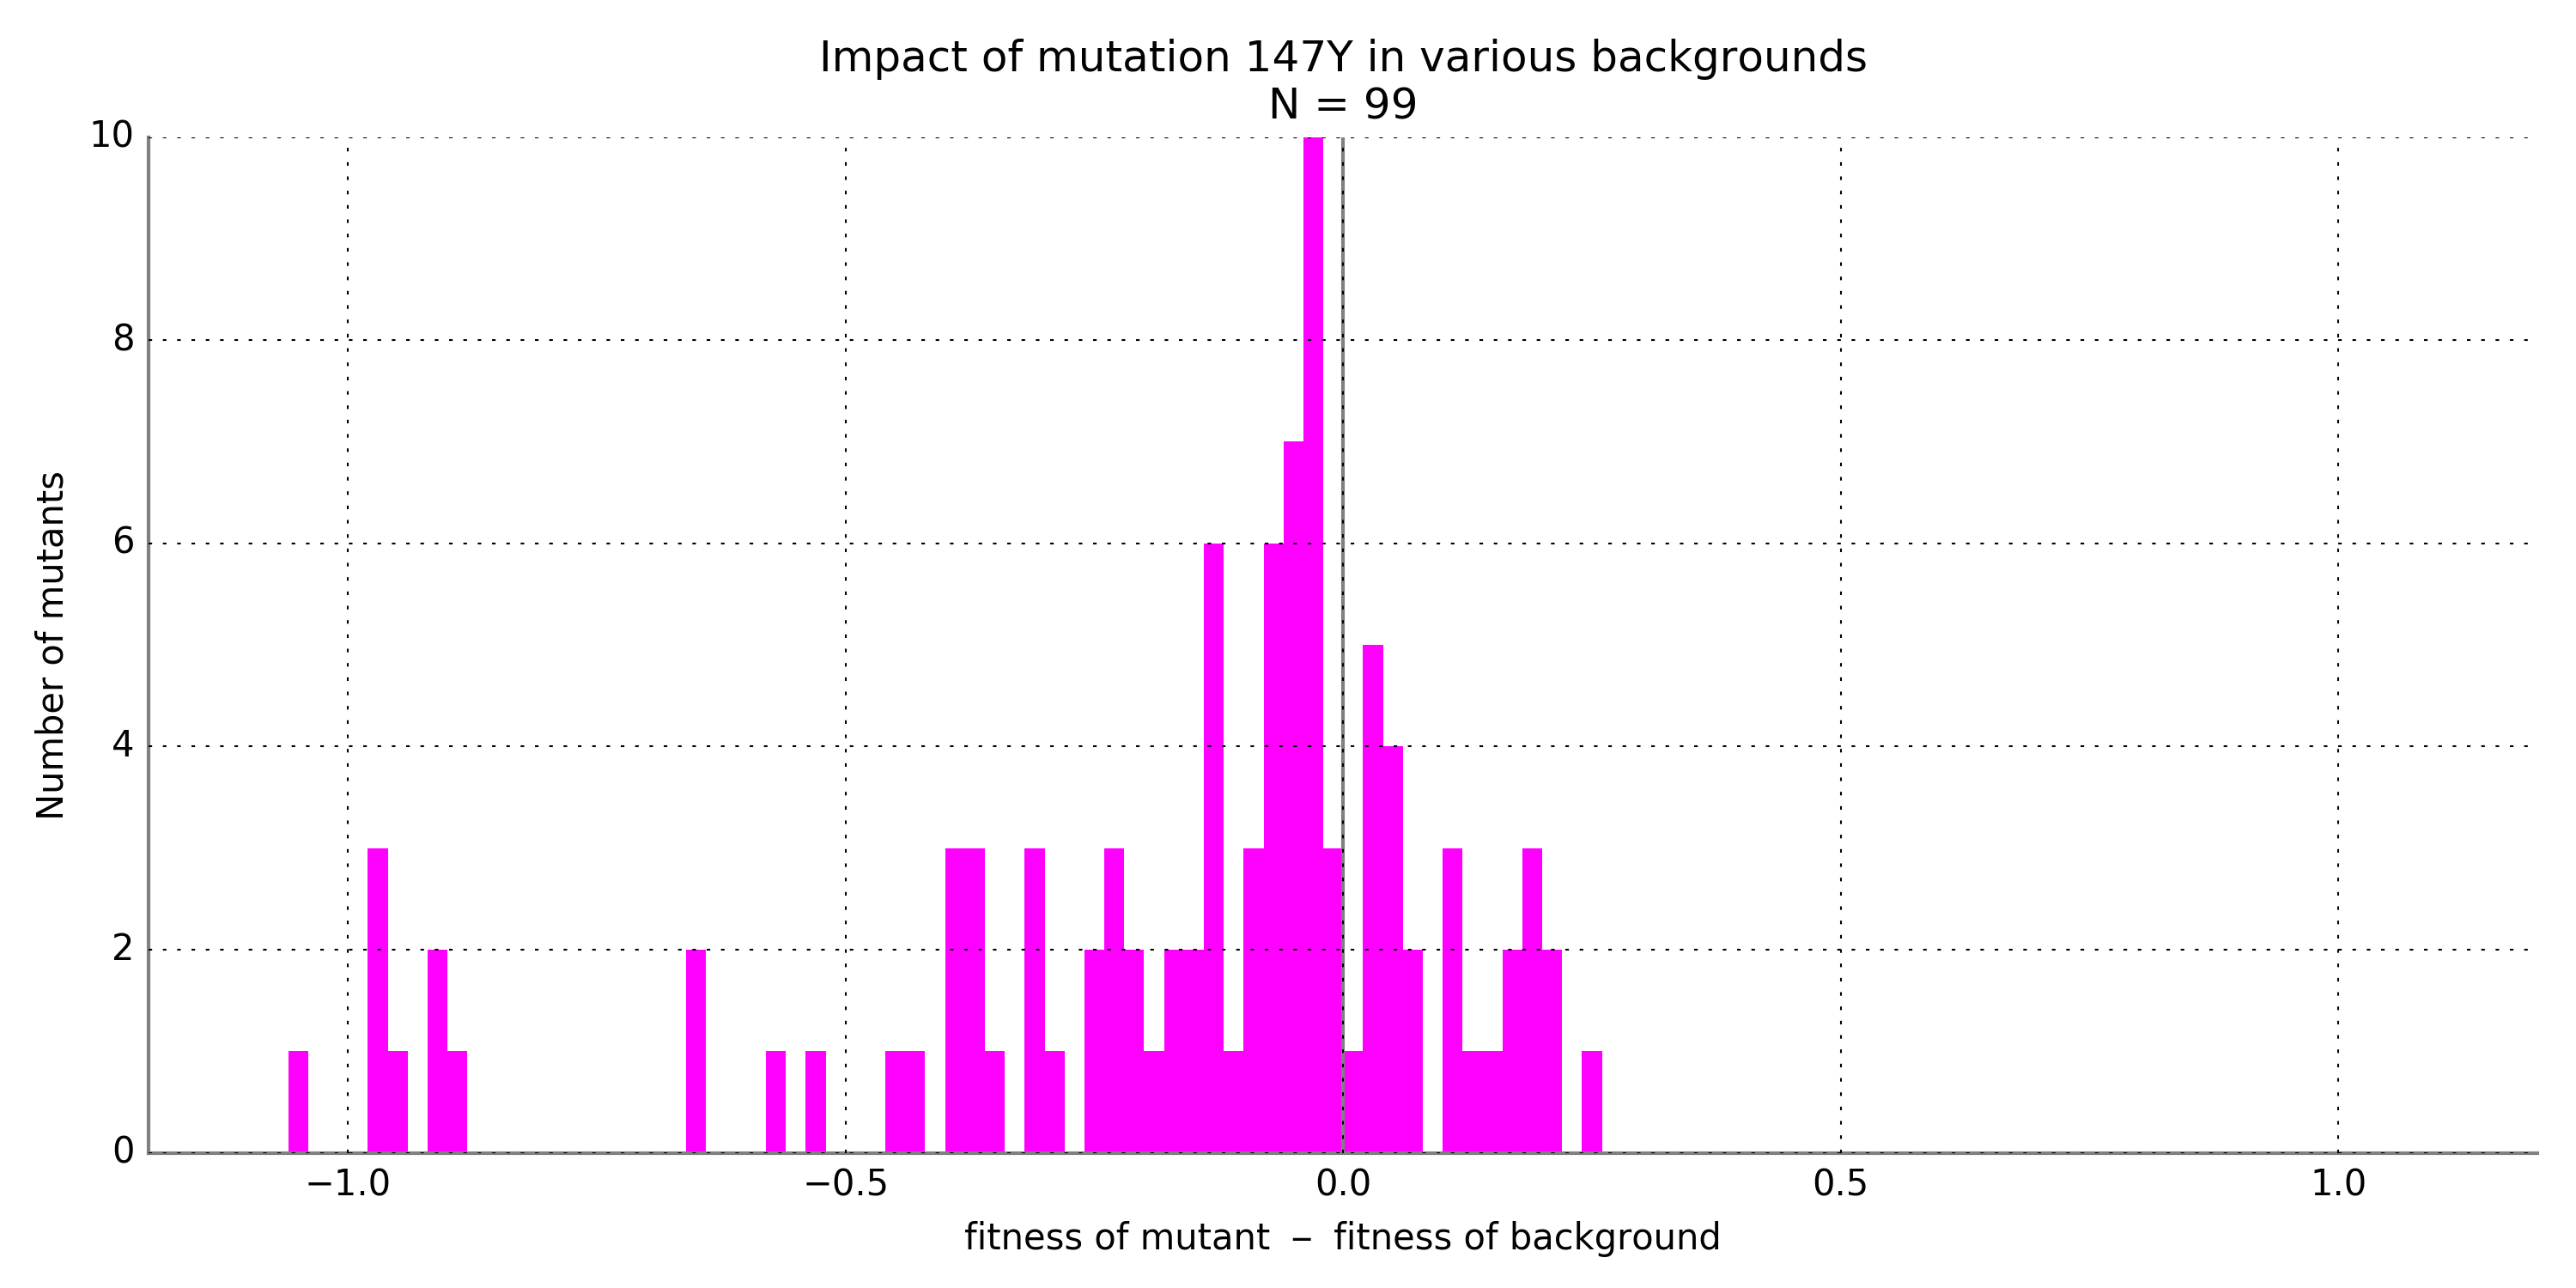 Impact of mutation 147Y in various backgrounds
N = 99
10
8
6
4
2
0
Number of mutants
−1.0 −0.5 0.0 0.5 1.0
fitness of mutant – fitness of background